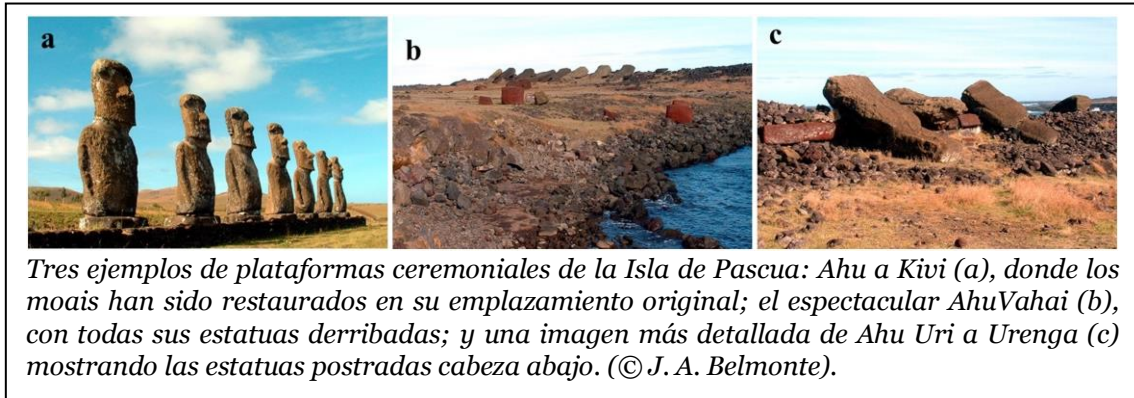 a
b
c
Tres ejemplos de plataformas ceremoniales de la Isla de Pascua: Ahu a Kivi (a), donde los
moais han sido restaurados en su emplazamiento original; el espectacular AhuVahai (b),
con todas sus estatuas derribadas; y una imagen más detallada de Ahu Uri a Urenga (c)
mostrando las estatuas postradas cabeza abajo. (© J. A. Belmonte).